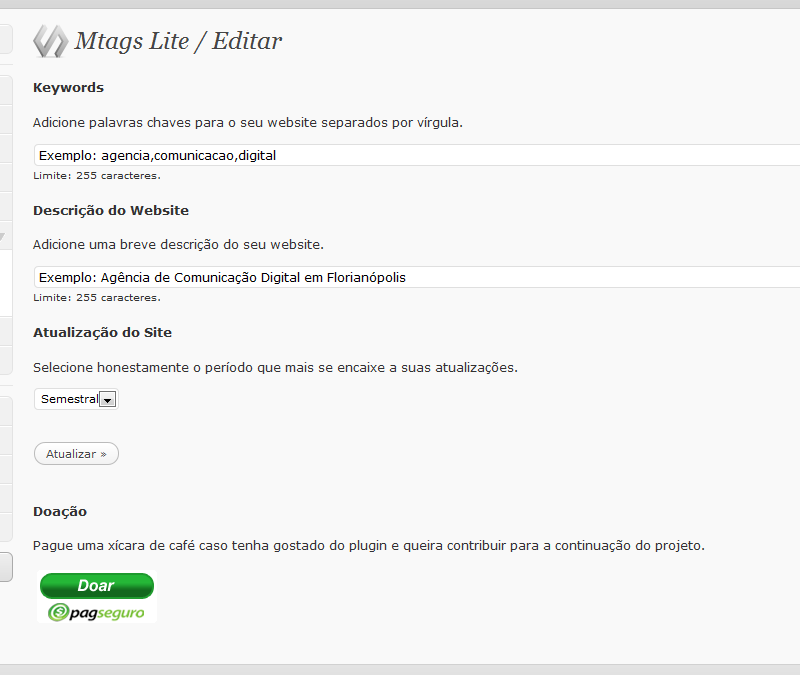 Mtags Lite / Editar
Keywords
Adicione palavras chaves para o seu website separados por vírgula.
Exemplo: agencia,comunicacao,digital
Limite: 255 caracteres.
Descrição do Website
Adicione uma breve descrição do seu website.
Exemplo: Agência de Comunicação Digital em Florianópolis
Limite: 255 caracteres.
Atualização do Site
Selecione honestamente o período que mais se encaixe a suas atualizações.
Semestral
Atualizar »
Doação
Pague uma xícara de café caso tenha gostado do plugin e queira contribuir para a continuação do projeto.
Doar
pagseguro